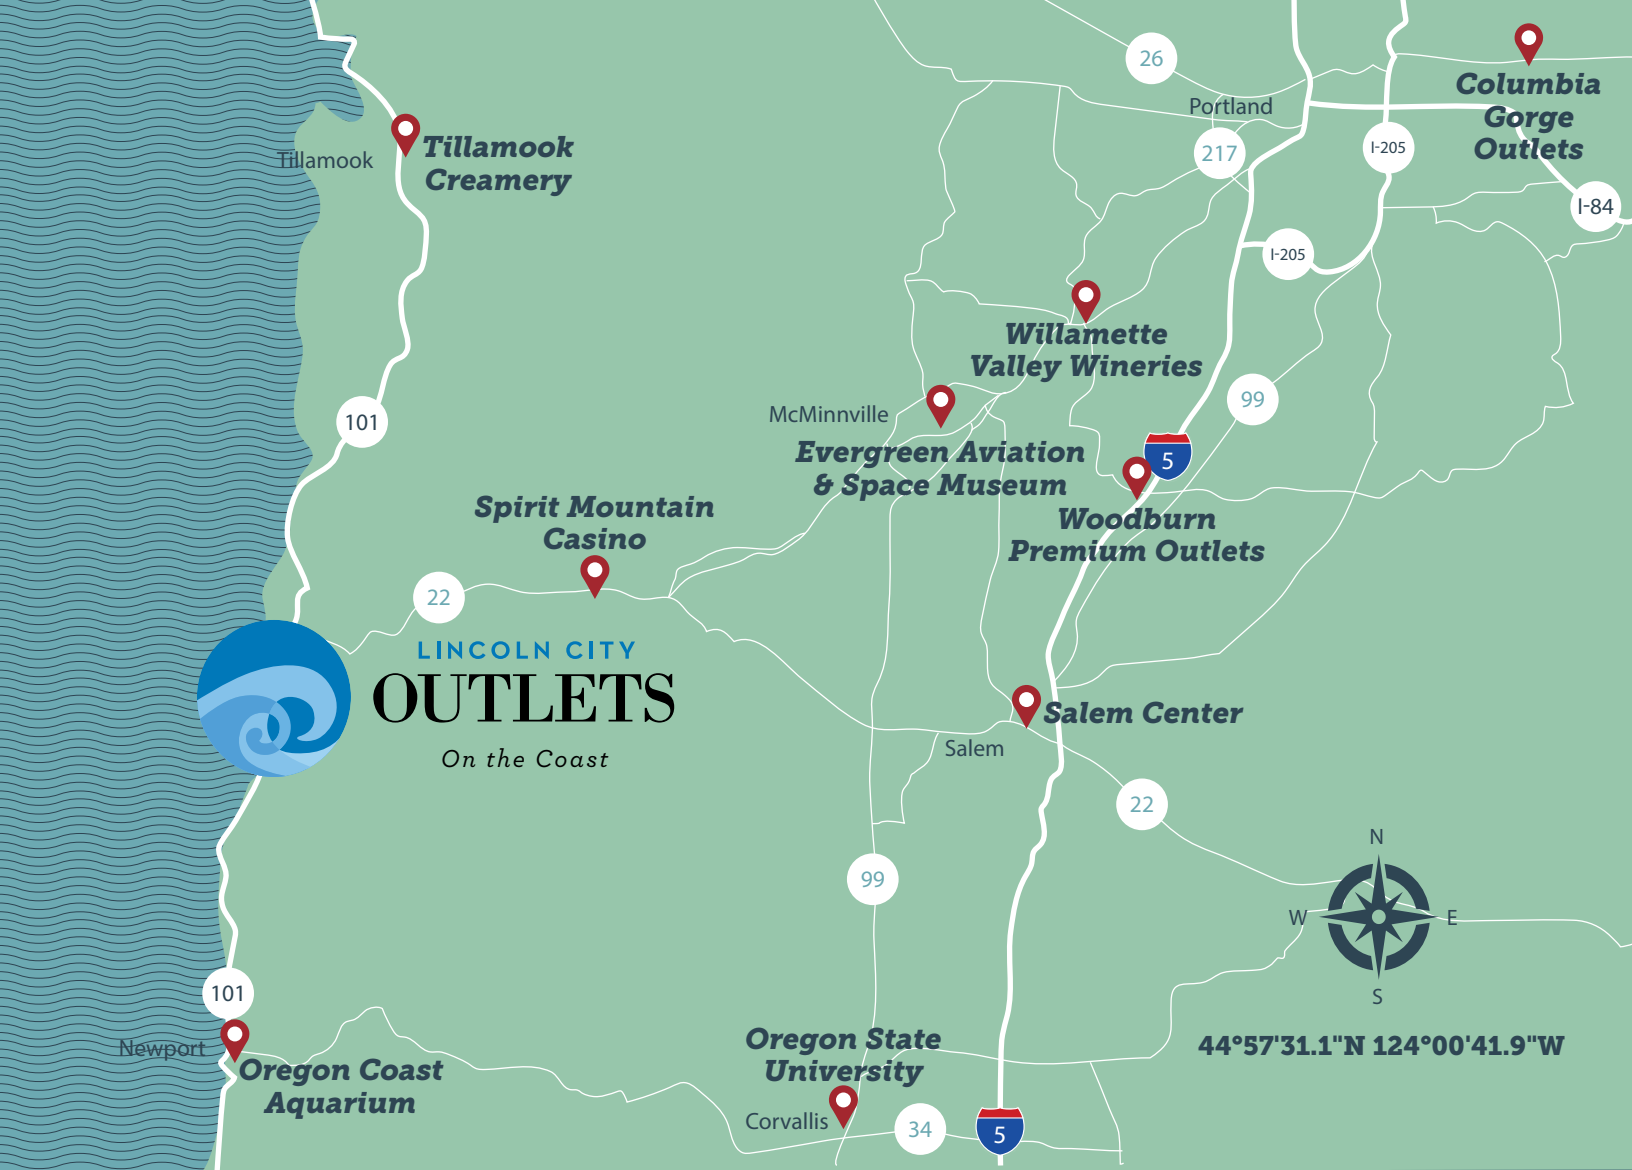 26
Columbia
Gorge
Outlets
Portland
217
I-205
Tillamook
Tillamook
Creamery
I-84
I-205
Willamette
Valley Wineries
101
McMinnville
99
Evergreen Aviation
& Space Museum
5
Spirit Mountain
Casino
Woodburn
Premium Outlets
22
LINCOLN CITY
OUTLETS
On the Coast
Salem Center
Salem
22
N
W
E
S
99
101
44°57'31.1"N 124°00'41.9"W
Newport
Oregon Coast
Aquarium
Oregon State
University
Corvallis
34
5